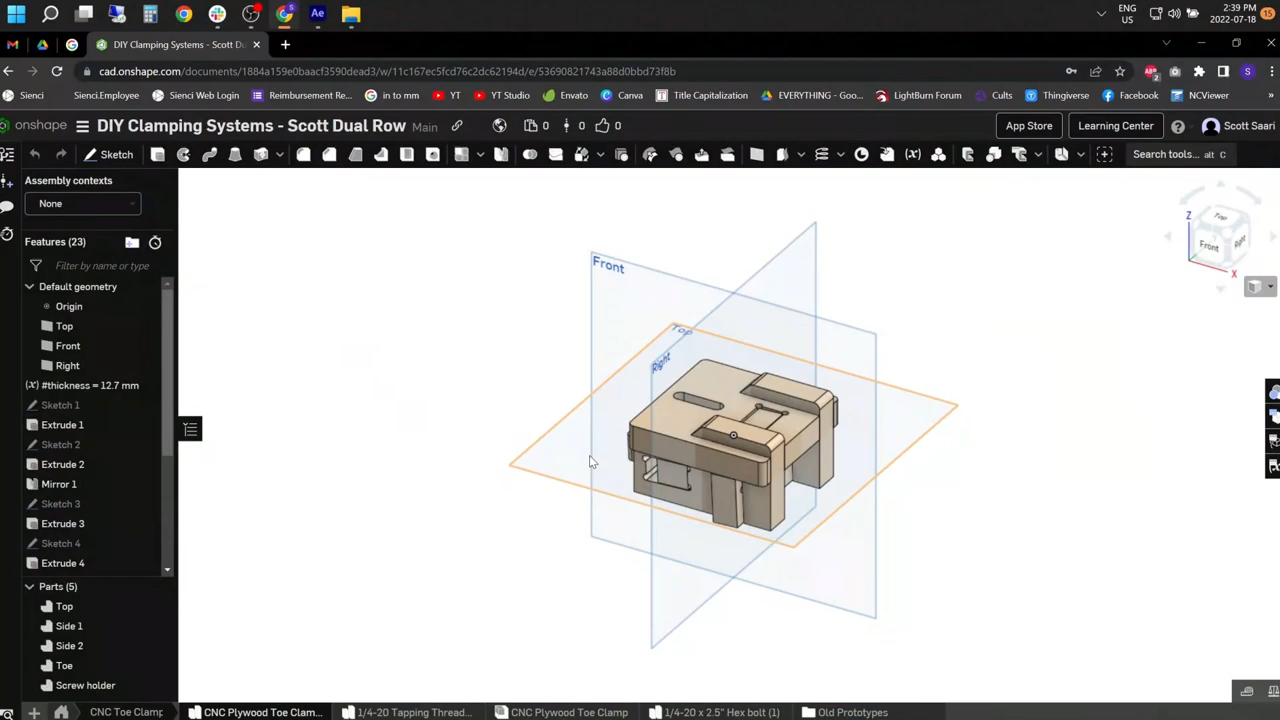 ENG
US
2:39 PM
2022-07-18
15
DIY Clamping Systems - Scott Du
cad.onshape.com/documents/1884a159e0baacf3590dead3/w/11c167ec5fcd76c2dc62194d/e/53690821743a88d0bbd73f8b
2
S
Sienci
Sienci.Employee
Sienci Web Login
Reimbursement Re...
in to mm
YT
YT Studio
Envato
Canva
Title Capitalization
EVERYTHING - Goo...
LightBurn Forum
Cults
Thingiverse
Facebook
NCViewer
»
onshape
DIY Clamping Systems - Scott Dual Row
Main
0
0
0
App Store
Learning Center
Scott Saari
Sketch
(x)
Search tools...
alt C
Assembly contexts
None
Features (23)
Filter by name or type
Default geometry
Origin
Top
Front
Right
(x) #thickness = 12.7 mm
Sketch 1
Extrude 1
Sketch 2
Extrude 2
Mirror 1
Sketch 3
Extrude 3
Sketch 4
Extrude 4
Parts (5)
Top
Side 1
Side 2
Toe
Screw holder
Front
Top
Right
Z
Top
Front
Right
X
CNC Toe Clamp
CNC Plywood Toe Clam...
1/4-20 Tapping Thread...
CNC Plywood Toe Clamp
1/4-20 x 2.5" Hex bolt (1)
Old Prototypes